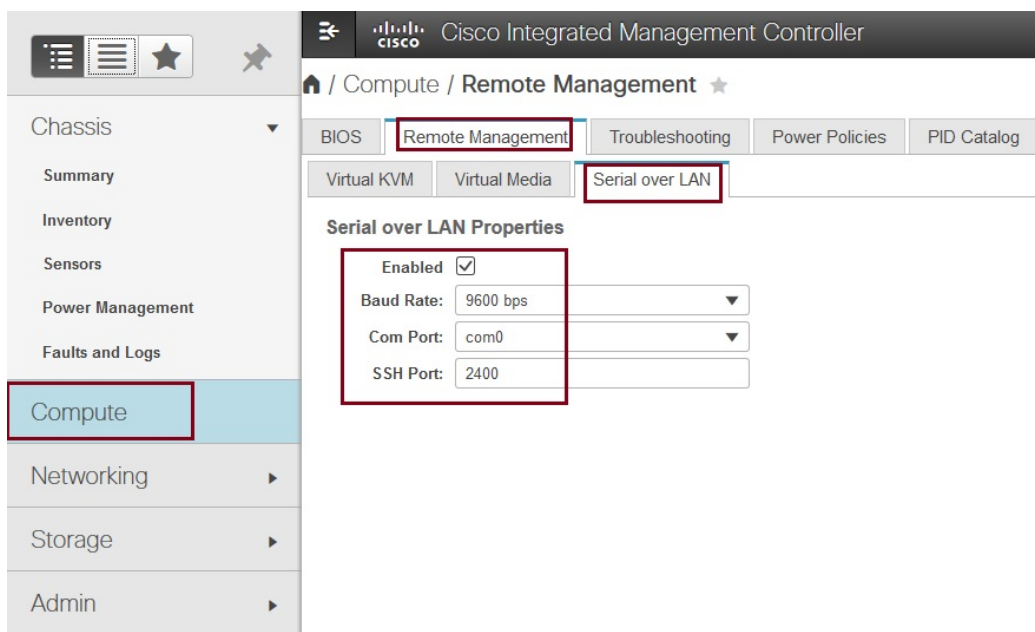 CISCO Cisco Integrated Management Controller
/ Compute / Remote Management
Chassis
Summary
Inventory
Sensors
Power Management
Faults and Logs
Compute
Networking
Storage
Admin
BIOS Remote Management Troubleshooting Power Policies PID Catalog
Virtual KVM Virtual Media Serial over LAN
Serial over LAN Properties
Enabled
Baud Rate: 9600 bps
Com Port: com0
SSH Port: 2400